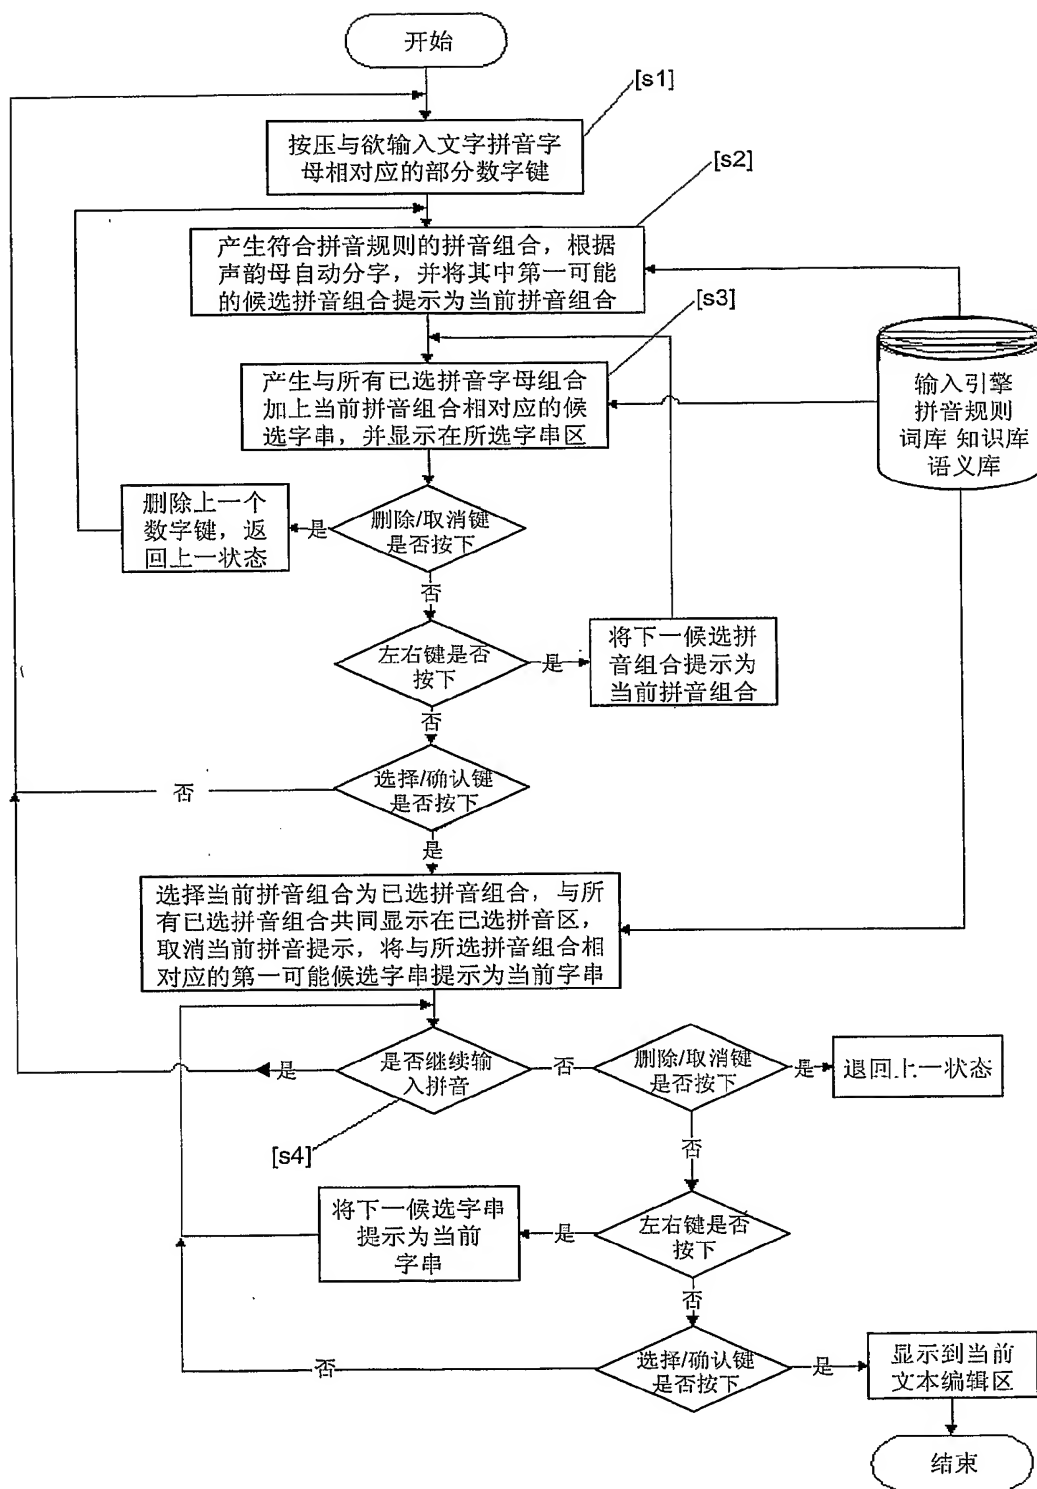 开始
[s1]
按压与欲输入文字拼音字
母相对应的部分数字键
[s2]
产生符合拼音规则的拼音组合，根据
声韵母自动分字，并将其中第一可能
的候选拼音组合提示为当前拼音组合
[s3]
产生与所有已选拼音字母组合
加上当前拼音组合相对应的候
选字串，并显示在所选字串区
输入引擎
拼音规则
词库 知识库
语义库
删除上一个
数字键，返
回上一状态
是
删除/取消键
是否按下
否
左右键是否
按下
是
将下一候选拼
音组合提示为
当前拼音组合
否
选择/确认键
是否按下
否
是
选择当前拼音组合为已选拼音组合，与所
有已选拼音组合共同显示在已选拼音区，
取消当前拼音提示，将与所选拼音组合相
对应的第一可能候选字串提示为当前字串
是
是否继续输
入拼音
否
删除/取消键
是否按下
是
退回上一状态
[s4]
否
将下一候选字串
提示为当前
字串
是
左右键是否
按下
否
否
选择/确认键
是否按下
是
显示到当前
文本编辑区
结束